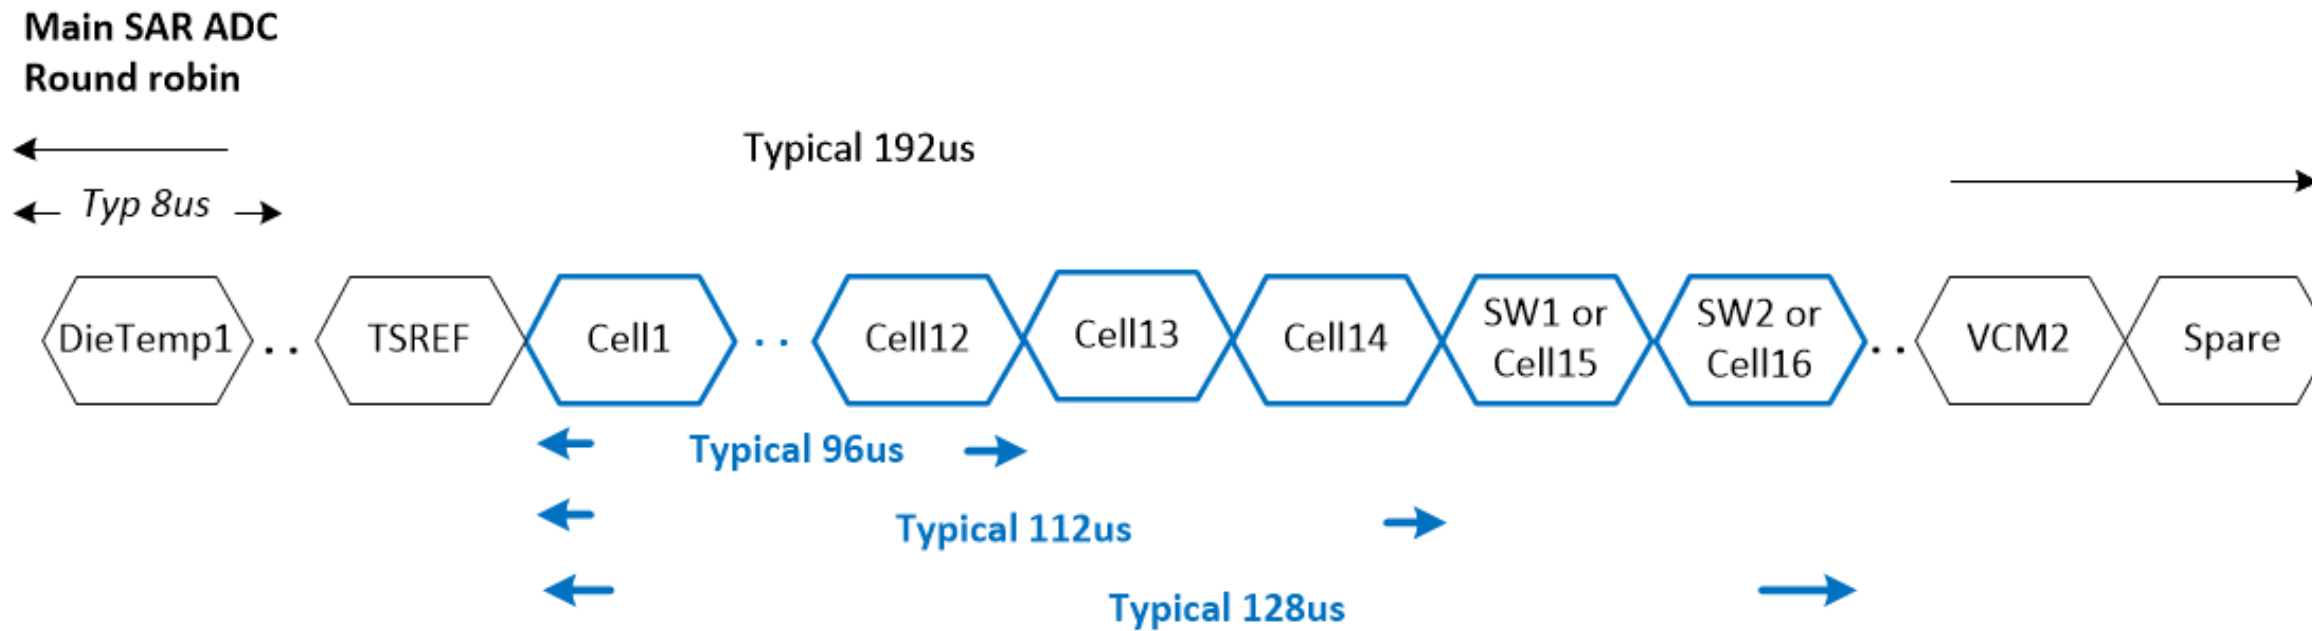 Main SAR ADC
Round robin
Typical 192us
Typ 8us
DieTemp1
..
TSREF
Cell1
..
Cell12
Cell13
Cell14
SW1 or
Cell15
SW2 or
Cell16
..
VCM2
Spare
Typical 96us
Typical 112us
Typical 128us